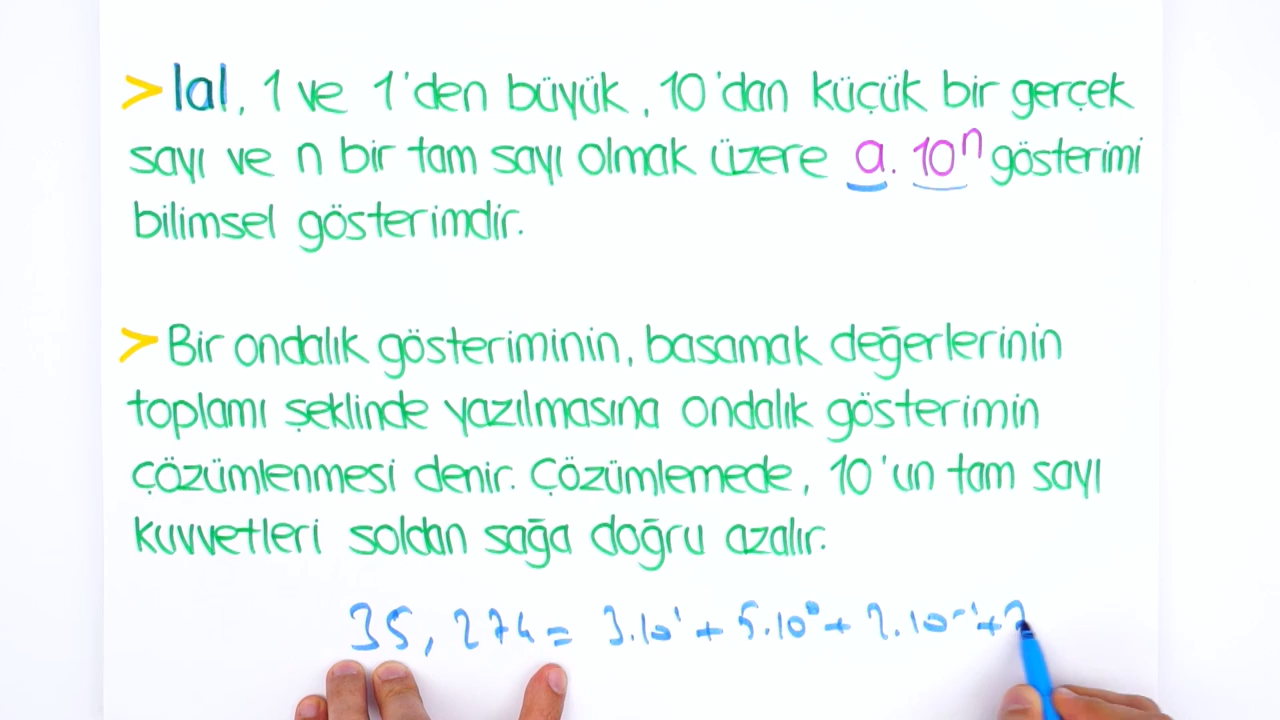 > |a|, 1 ve 1'den büyük, 10'dan küçük bir gerçek
sayı ve n bir tam sayı olmak üzere a. 10ⁿ gösterimi
bilimsel gösterimdir.
> Bir ondalık gösteriminin, basamak değerlerinin
toplamı şeklinde yazılmasına ondalık gösterimin
çözümlenmesi denir. Çözümlemede, 10'un tam sayı
kuvvetleri soldan sağa doğru azalır.
35, 274 = 3.10¹ + 5.10⁰ + 2.10⁻¹ + 7